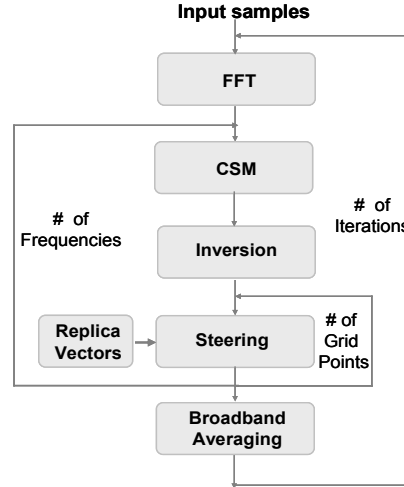 Input samples
FFT
CSM
# of
Frequencies
# of
Iterations
Inversion
Replica
Vectors
Steering
# of
Grid
Points
Broadband
Averaging